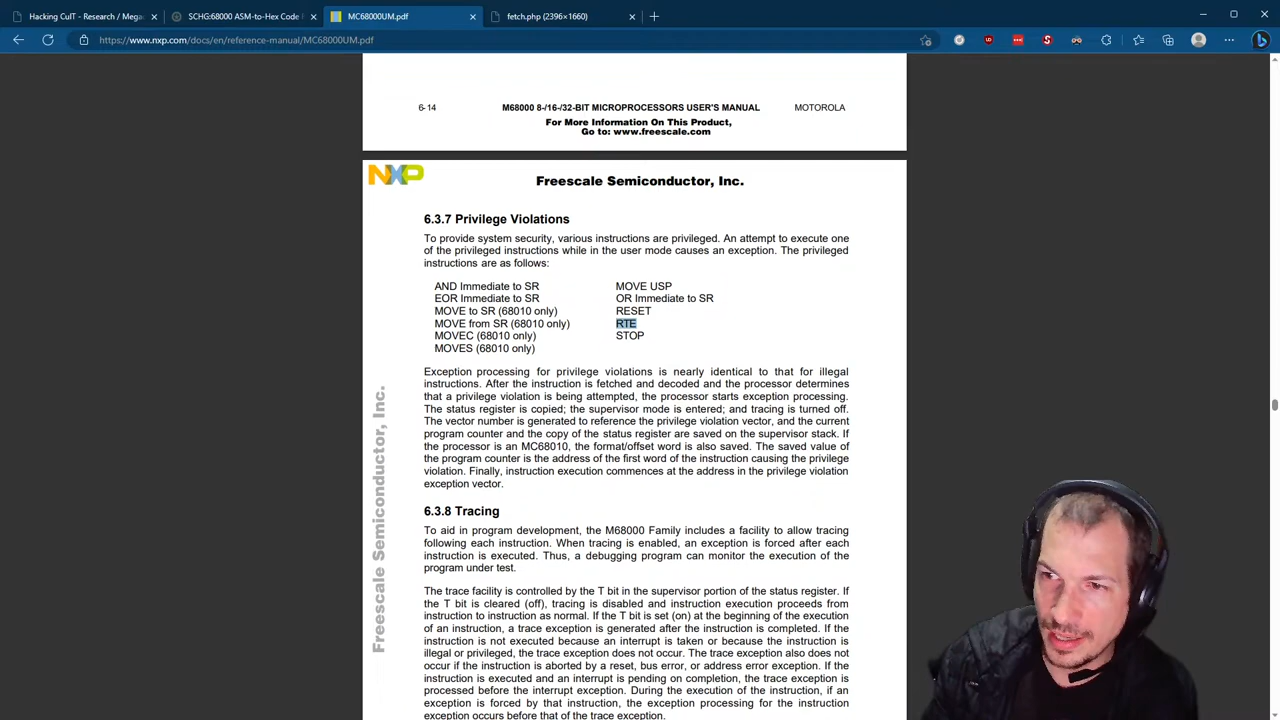 Hacking CulT - Research / Mega
SCHG:68000 ASM-to-Hex Code
MC68000UM.pdf
fetch.php (2396×1660)
https://www.nxp.com/docs/en/reference-manual/MC68000UM.pdf
6-14 M68000 8-/16-/32-BIT MICROPROCESSORS USER'S MANUAL MOTOROLA
For More Information On This Product,
Go to: www.freescale.com
NXP
Freescale Semiconductor, Inc.
6.3.7 Privilege Violations
To provide system security, various instructions are privileged. An attempt to execute one
of the privileged instructions while in the user mode causes an exception. The privileged
instructions are as follows:
AND Immediate to SR
EOR Immediate to SR
MOVE to SR (68010 only)
MOVE from SR (68010 only)
MOVEC (68010 only)
MOVES (68010 only)
MOVE USP
OR Immediate to SR
RESET
RTE
STOP
Exception processing for privilege violations is nearly identical to that for illegal
instructions. After the instruction is fetched and decoded and the processor determines
that a privilege violation is being attempted, the processor starts exception processing.
The status register is copied; the supervisor mode is entered; and tracing is turned off.
The vector number is generated to reference the privilege violation vector, and the current
program counter and the copy of the status register are saved on the supervisor stack. If
the processor is an MC68010, the format/offset word is also saved. The saved value of
the program counter is the address of the first word of the instruction causing the privilege
violation. Finally, instruction execution commences at the address in the privilege violation
exception vector.
6.3.8 Tracing
To aid in program development, the M68000 Family includes a facility to allow tracing
following each instruction. When tracing is enabled, an exception is forced after each
instruction is executed. Thus, a debugging program can monitor the execution of the
program under test.
The trace facility is controlled by the T bit in the supervisor portion of the status register. If
the T bit is cleared (off), tracing is disabled and instruction execution proceeds from
instruction to instruction as normal. If the T bit is set (on) at the beginning of the execution
of an instruction, a trace exception is generated after the instruction is completed. If the
instruction is not executed because an interrupt is taken or because the instruction is
illegal or privileged, the trace exception does not occur. The trace exception also does not
occur if the instruction is aborted by a reset, bus error, or address error exception. If the
instruction is executed and an interrupt is pending on completion, the trace exception is
processed before the interrupt exception. During the execution of the instruction, if an
exception is forced by that instruction, the exception processing for the instruction
exception occurs before that of the trace exception.
Freescale Semiconductor, Inc.